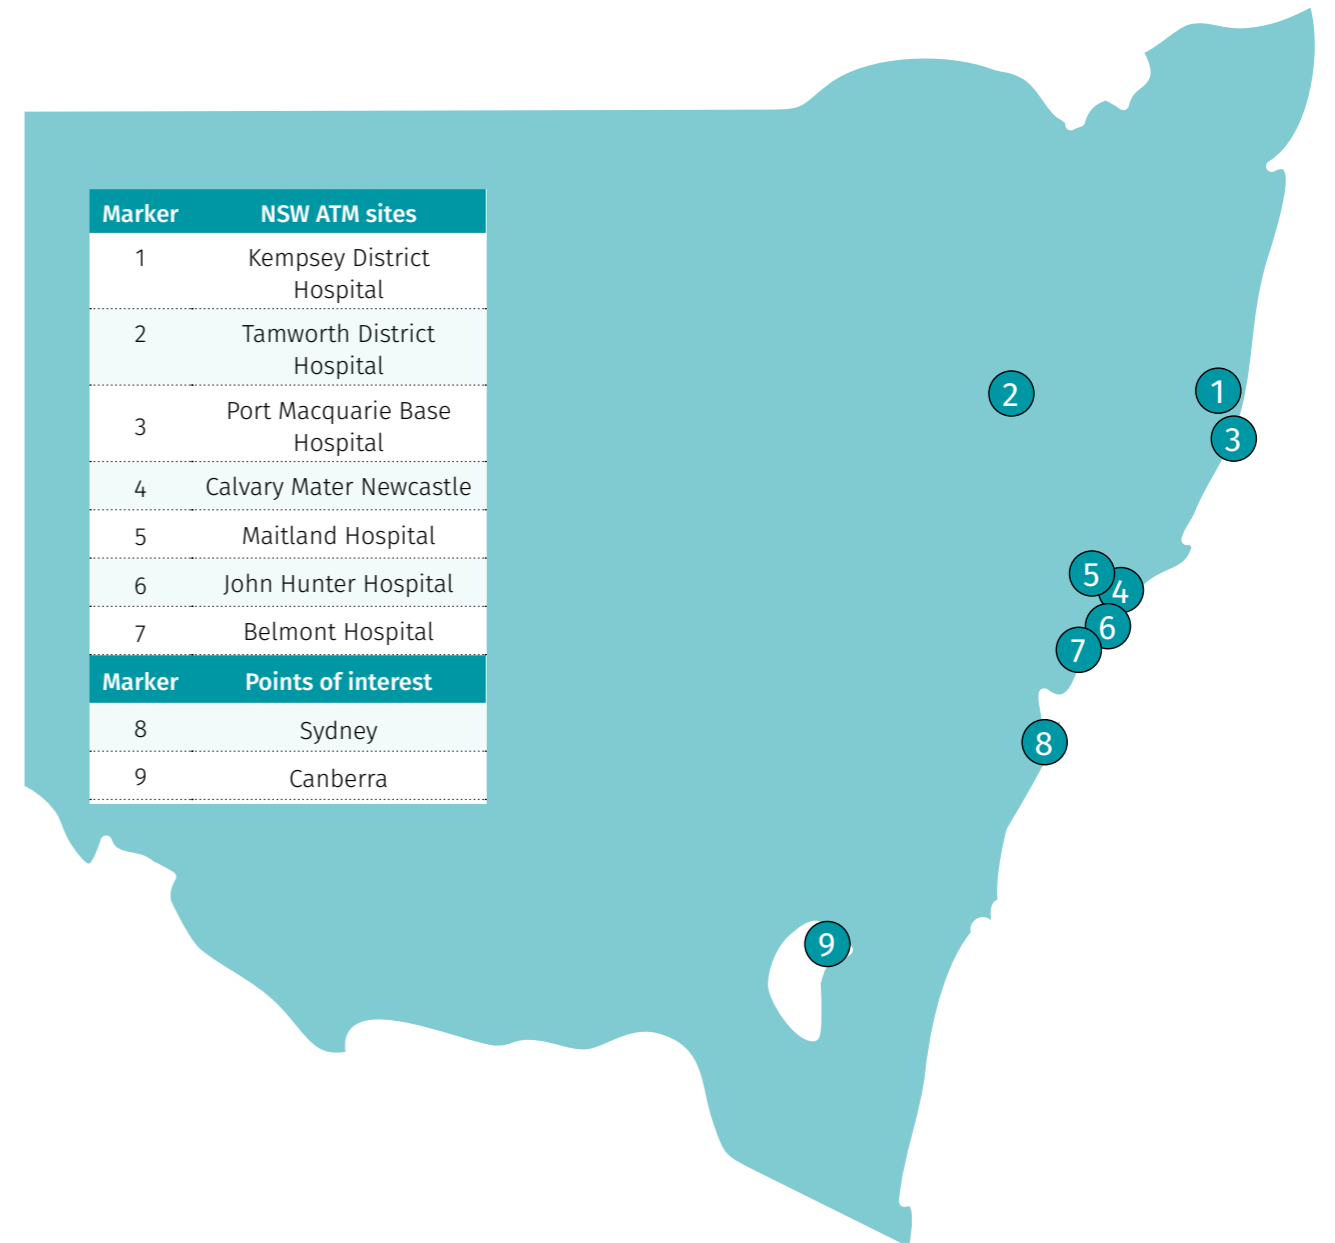 Marker NSW ATM sites
1 Kempsey District
Hospital
2 Tamworth District
Hospital
3 Port Macquarie Base
Hospital
4 Calvary Mater Newcastle
5 Maitland Hospital
6 John Hunter Hospital
7 Belmont Hospital
Marker Points of interest
8 Sydney
9 Canberra
2
1
3
5
4
6
7
8
9